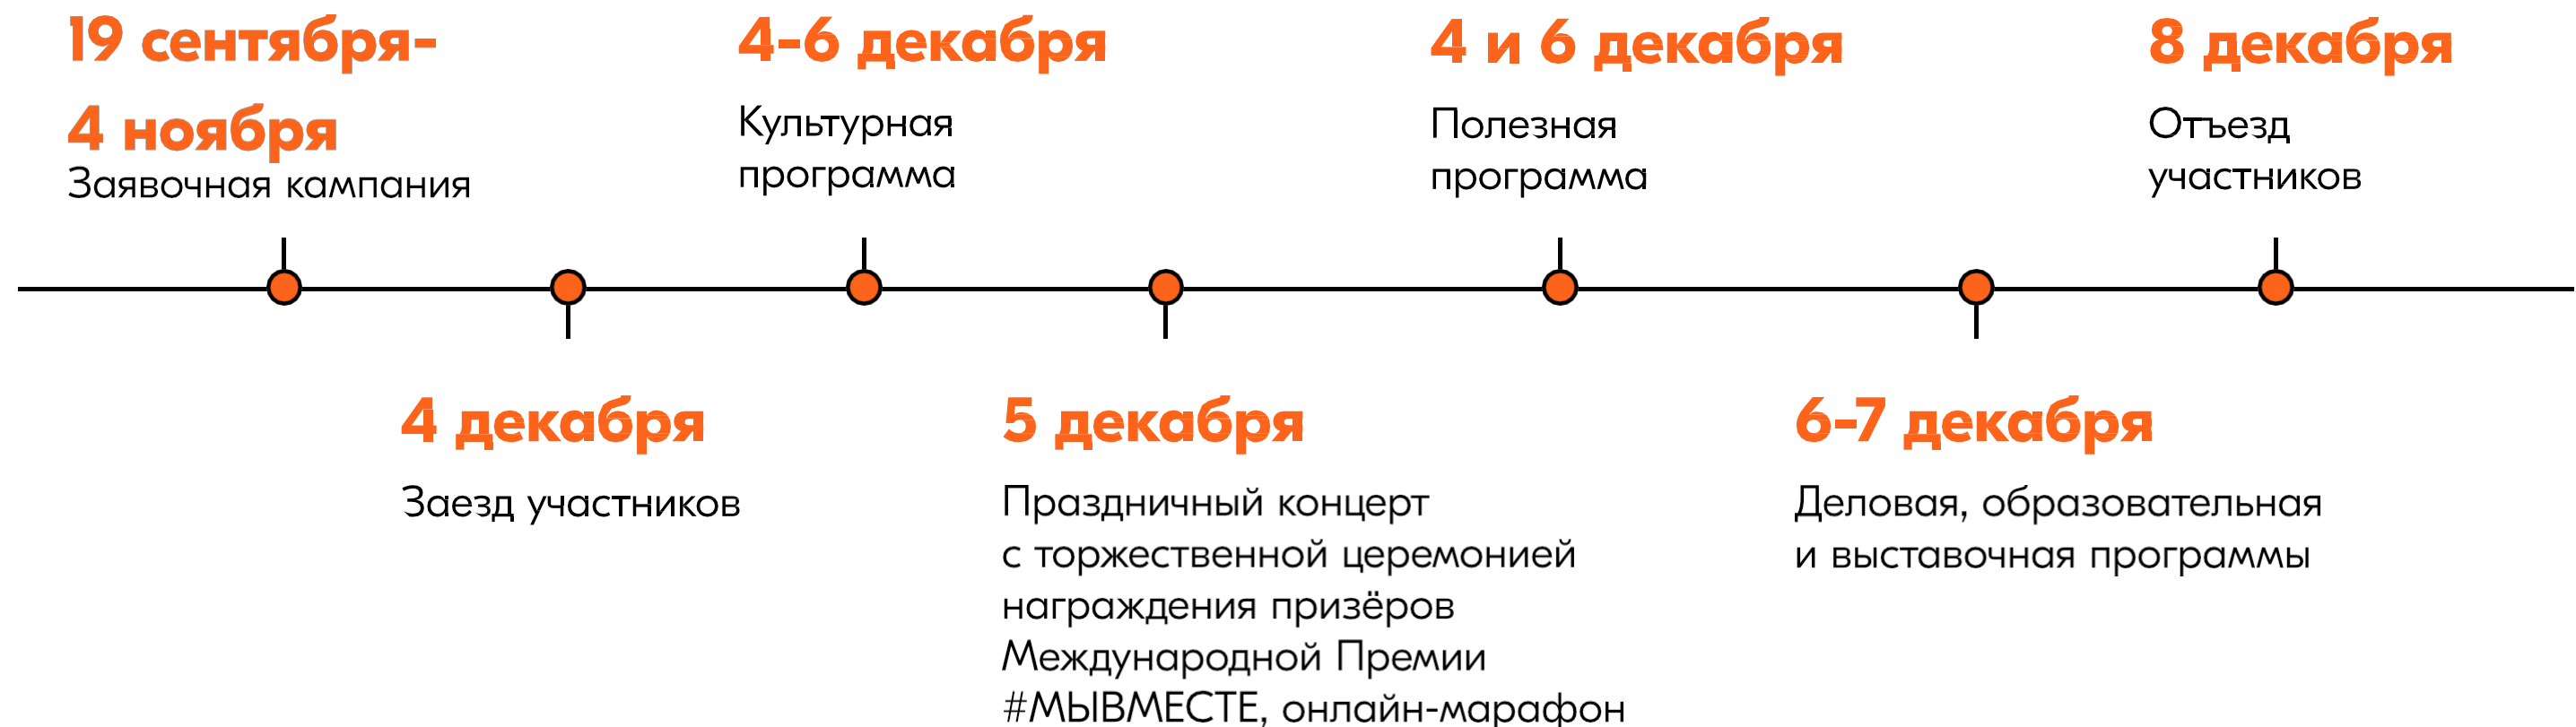 19 сентября-
4 ноября
Заявочная кампания
4-6 декабря
Культурная
программа
4 и 6 декабря
Полезная
программа
8 декабря
Отъезд
участников
4 декабря
Заезд участников
5 декабря
Праздничный концерт
с торжественной церемонией
награждения призёров
Международной Премии
#МЫВМЕСТЕ, онлайн-марафон
6-7 декабря
Деловая, образовательная
и выставочная программы